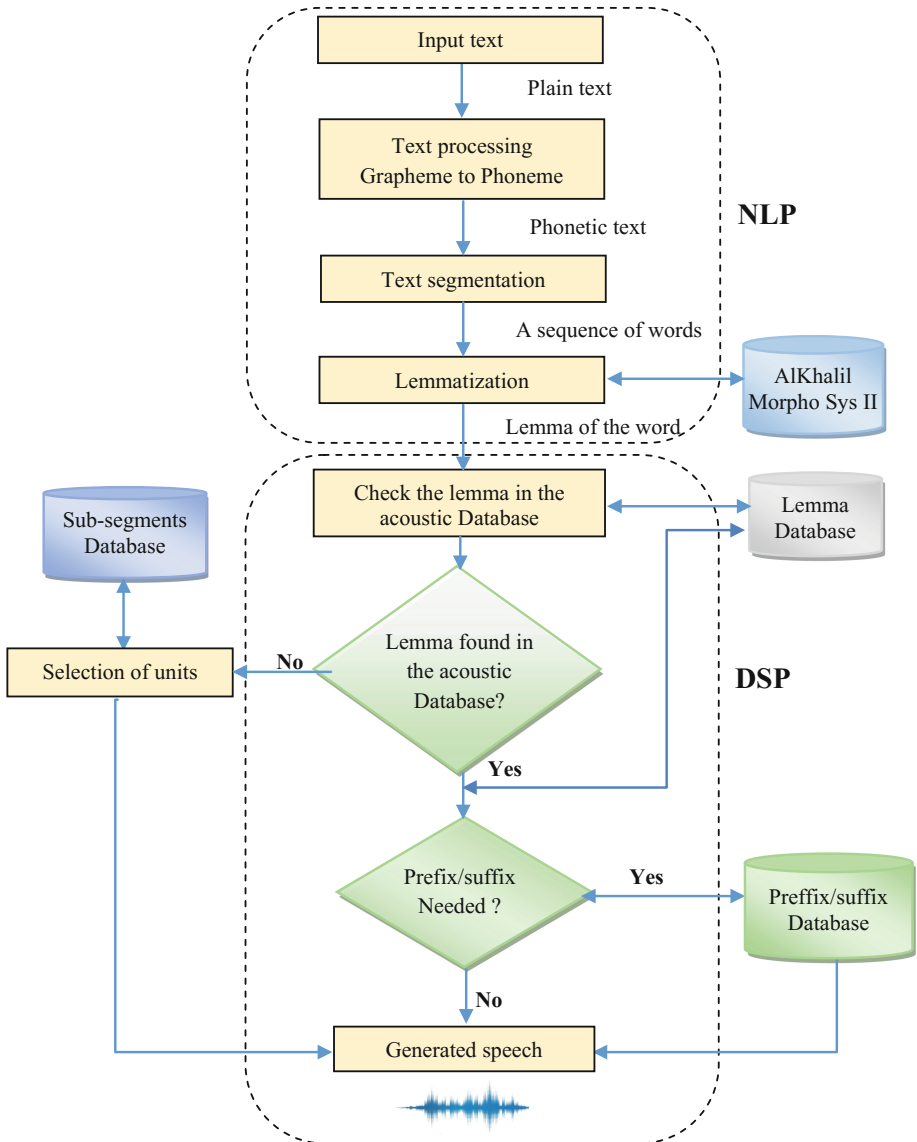 Input text
Plain text
Text processing
Grapheme to Phoneme
NLP
Phonetic text
Text segmentation
A sequence of words
Lemmatization
AlKhalil
Morpho Sys II
Lemma of the word
Check the lemma in the
acoustic Database
Lemma
Database
Sub-segments
Database
Lemma found in
the acoustic
Database?
No
Selection of units
DSP
Yes
Prefix/suffix
Needed ?
Yes
Preffix/suffix
Database
No
Generated speech